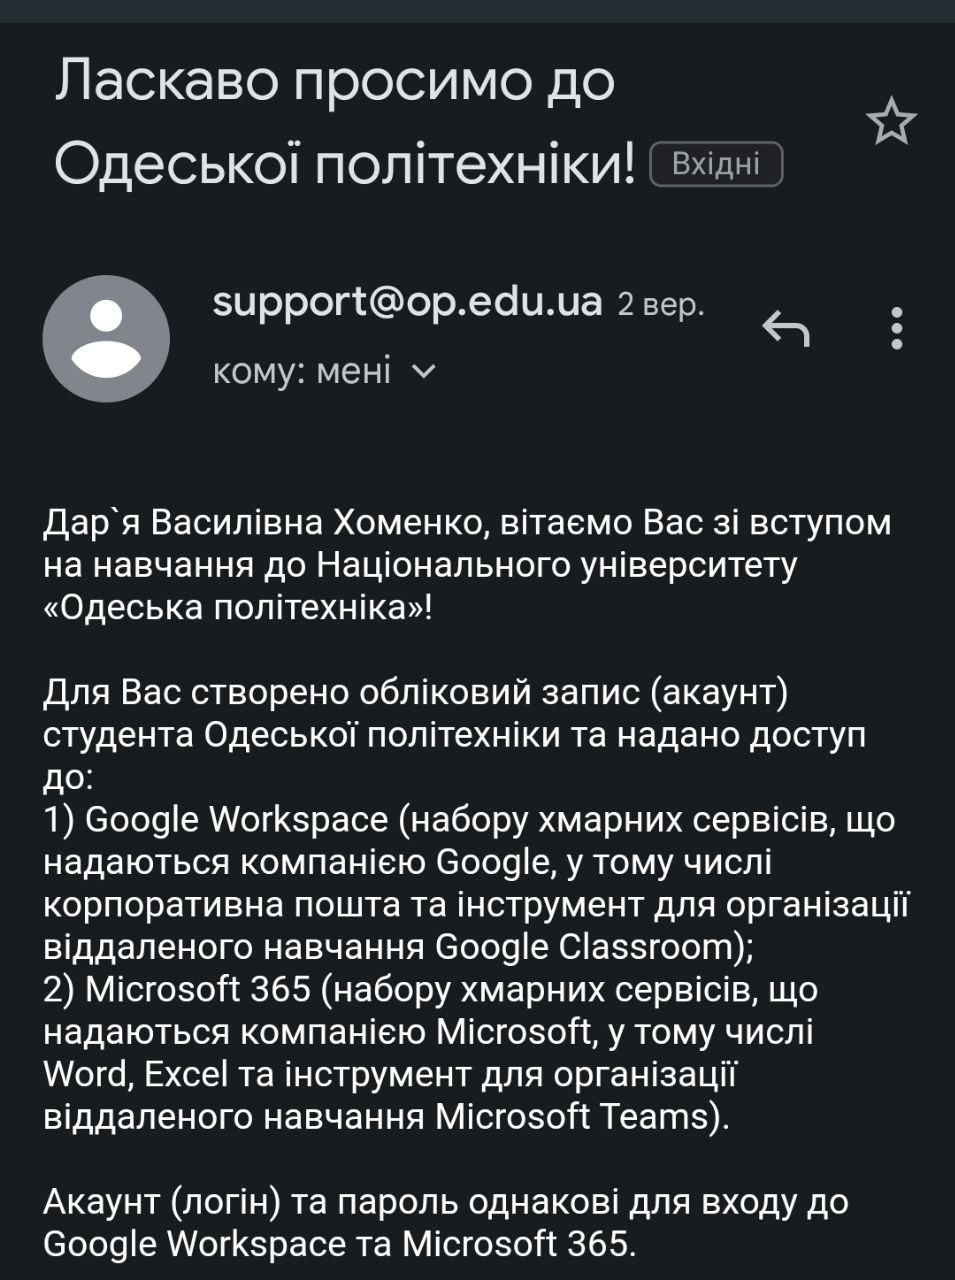 Ласкаво просимо до
Одеської політехніки! Вхідні
support@op.edu.ua 2 вер.
кому: мені
Дар`я Василівна Хоменко, вітаємо Вас зі вступом
на навчання до Національного університету
«Одеська політехніка»!
Для Вас створено обліковий запис (акаунт)
студента Одеської політехніки та надано доступ
до:
1) Google Workspace (набору хмарних сервісів, що
надаються компанією Google, у тому числі
корпоративна пошта та інструмент для організації
віддаленого навчання Google Classroom);
2) Microsoft 365 (набору хмарних сервісів, що
надаються компанією Microsoft, у тому числі
Word, Excel та інструмент для організації
віддаленого навчання Microsoft Teams).
Акаунт (логін) та пароль однакові для входу до
Google Workspace та Microsoft 365.